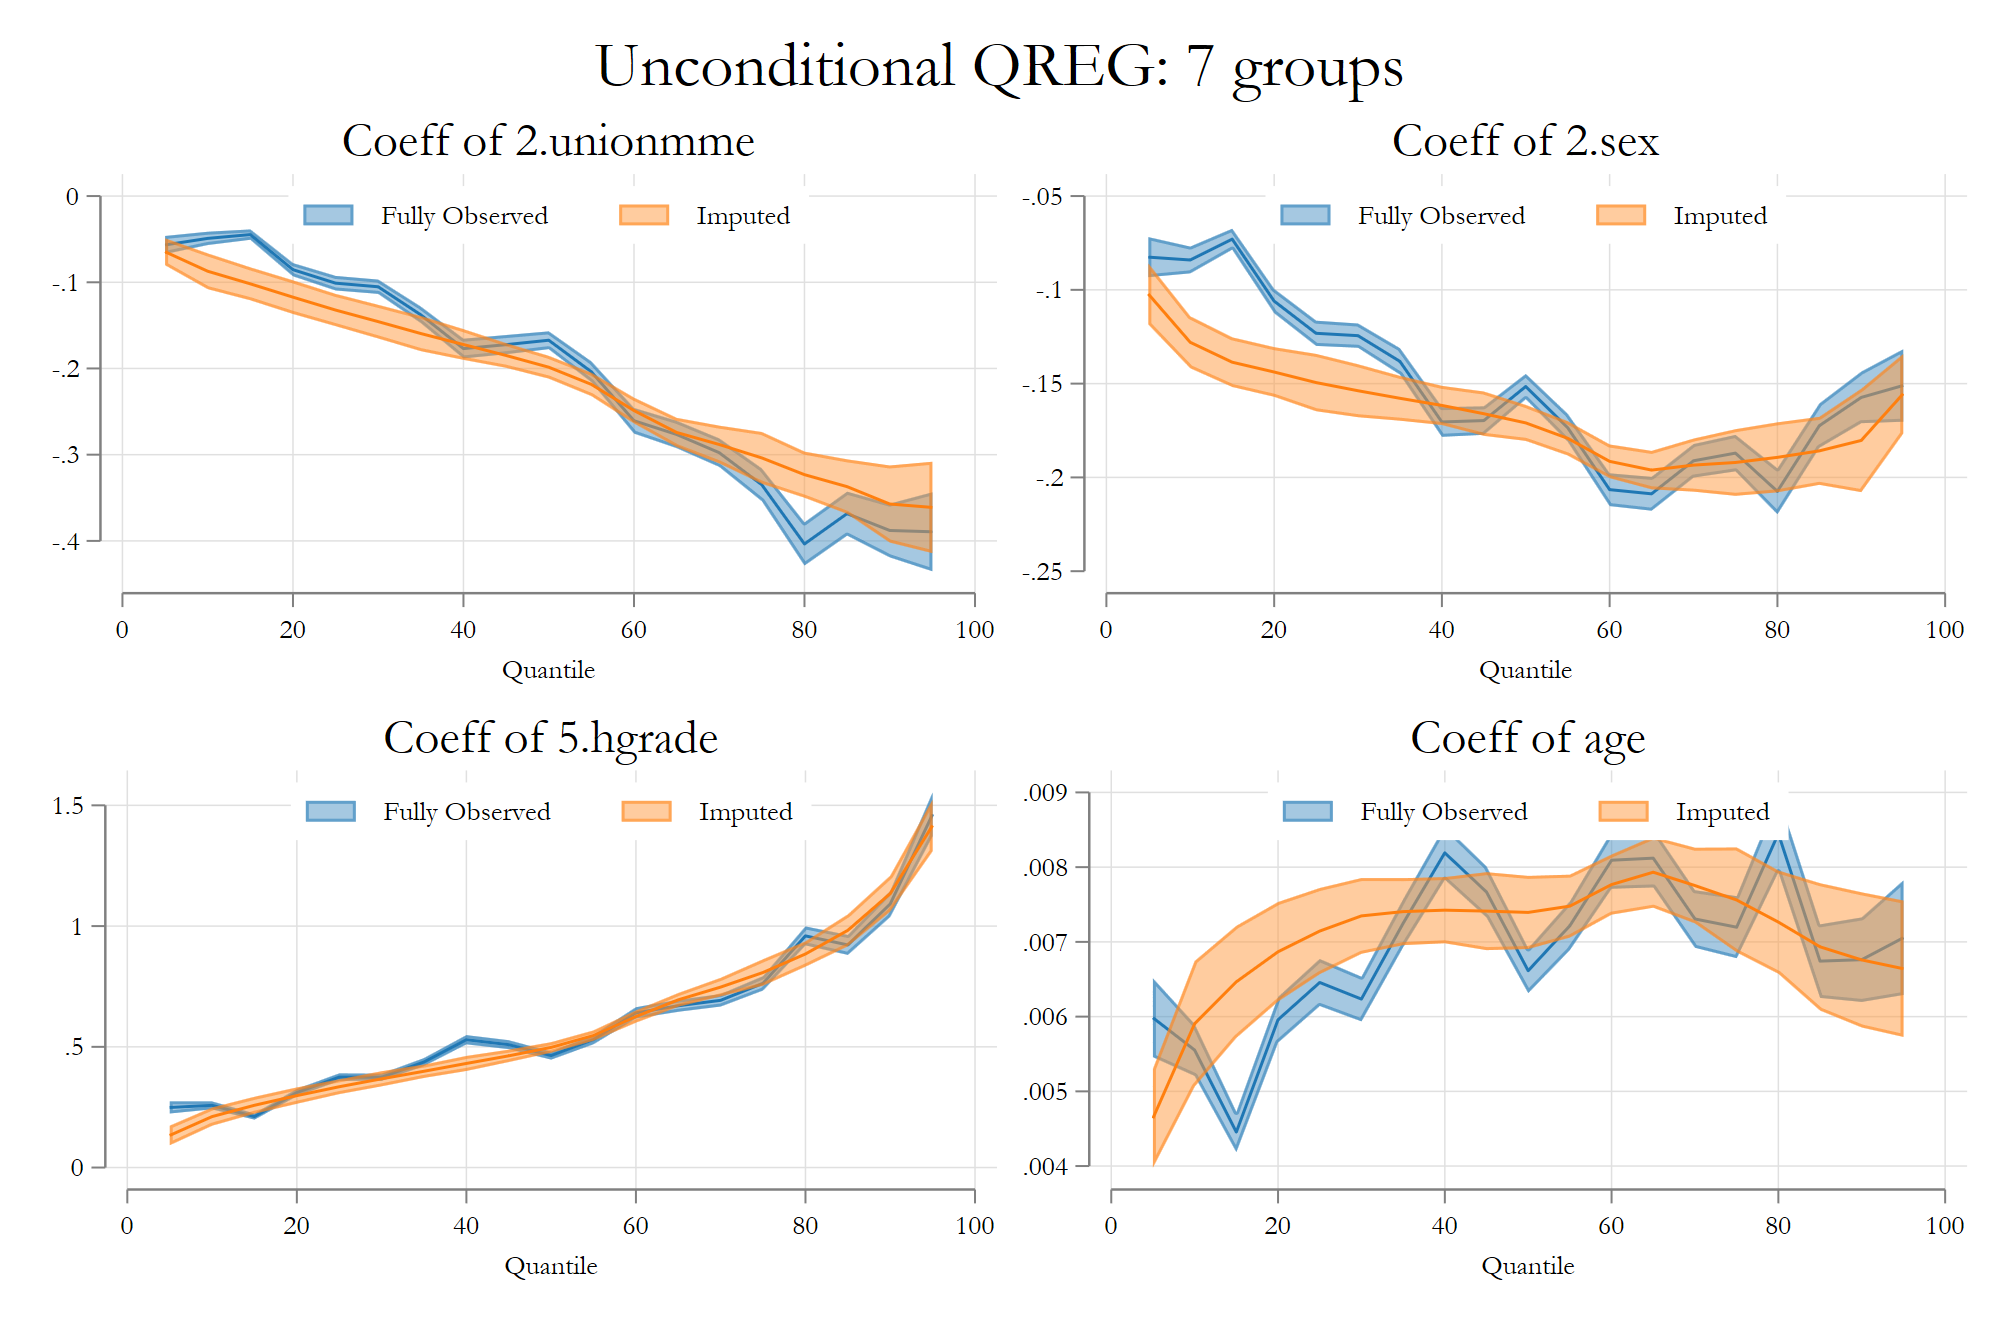 Unconditional QREG: 7 groups
Coeff of 2.unionmme
Fully Observed Imputed
0
-.1
-.2
-.3
-.4
0 20 40 60 80 100
Quantile
Coeff of 2.sex
Fully Observed Imputed
-.05
-.1
-.15
-.2
-.25
0 20 40 60 80 100
Quantile
Coeff of 5.hgrade
Fully Observed Imputed
1.5
1
.5
0
0 20 40 60 80 100
Quantile
Coeff of age
Fully Observed Imputed
.009
.008
.007
.006
.005
.004
0 20 40 60 80 100
Quantile